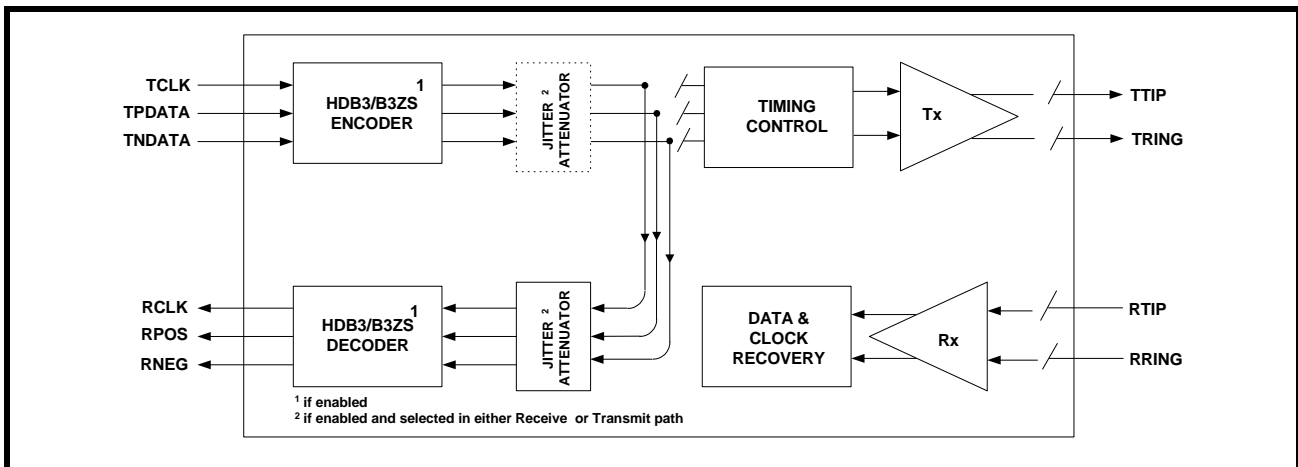 TCLK
TPDATA
TNDATA
HDB3/B3ZS 1
ENCODER
JITTER 2
ATTENUATOR
TIMING
CONTROL
Tx
TTIP
TRING
RCLK
RPOS
RNEG
HDB3/B3ZS 1
DECODER
JITTER 2
ATTENUATOR
DATA &
CLOCK
RECOVERY
Rx
RTIP
RRING
1 if enabled
2 if enabled and selected in either Receive or Transmit path